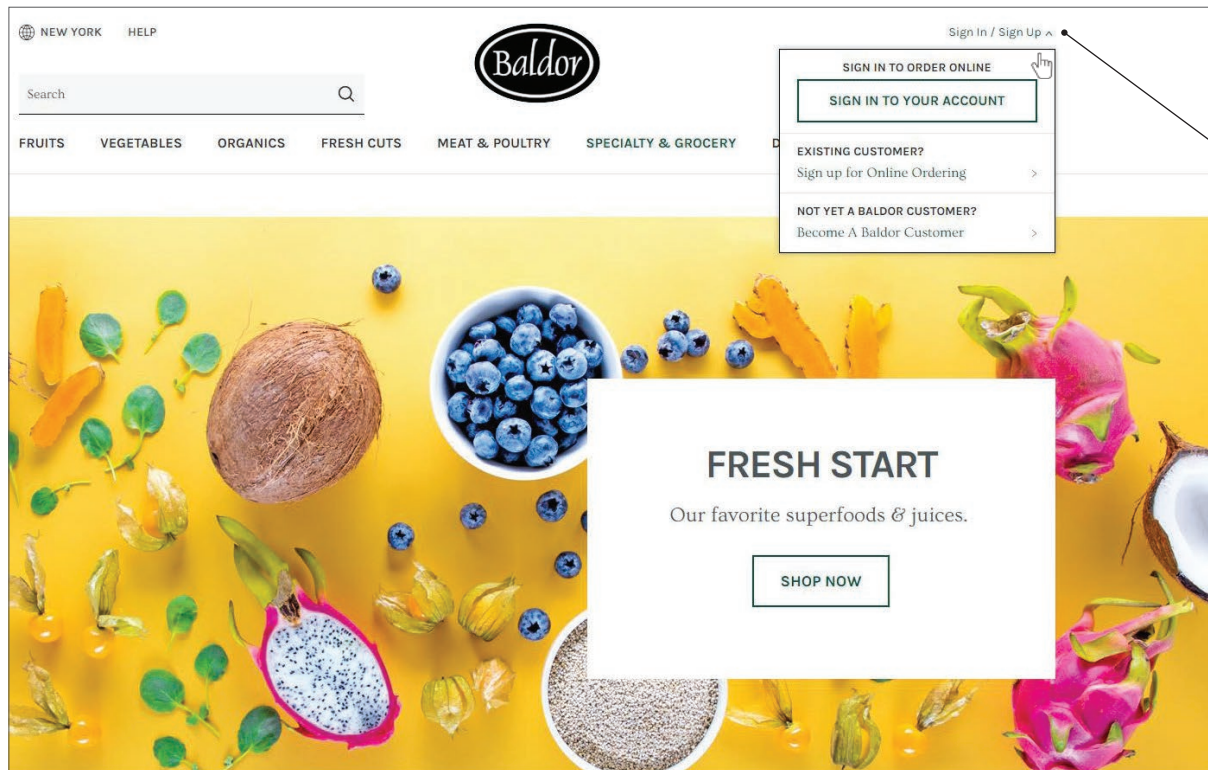 NEW YORK HELP
Sign In / Sign Up
Baldor
Search
SIGN IN TO ORDER ONLINE
SIGN IN TO YOUR ACCOUNT
FRUITS VEGETABLES ORGANICS FRESH CUTS MEAT & POULTRY SPECIALTY & GROCERY D
EXISTING CUSTOMER?
Sign up for Online Ordering
NOT YET A BALDOR CUSTOMER?
Become A Baldor Customer
FRESH START
Our favorite superfoods & juices.
SHOP NOW